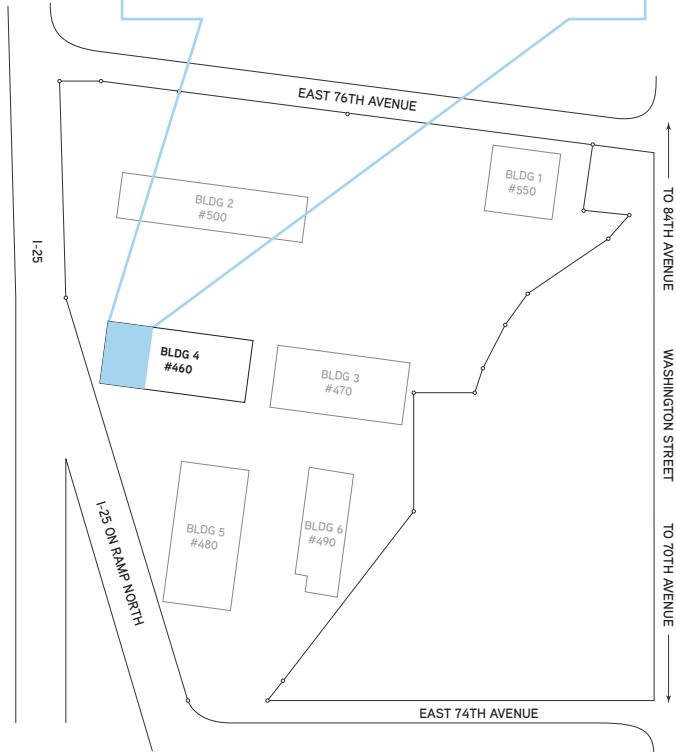 EAST 76TH AVENUE
BLDG 1
#550
BLDG 2
#500
TO 84TH AVENUE
I-25
BLDG 4
#460
BLDG 3
#470
WASHINGTON STREET
BLDG 5
#480
BLDG 6
#490
I-25 ON RAMP NORTH
TO 70TH AVENUE
EAST 74TH AVENUE